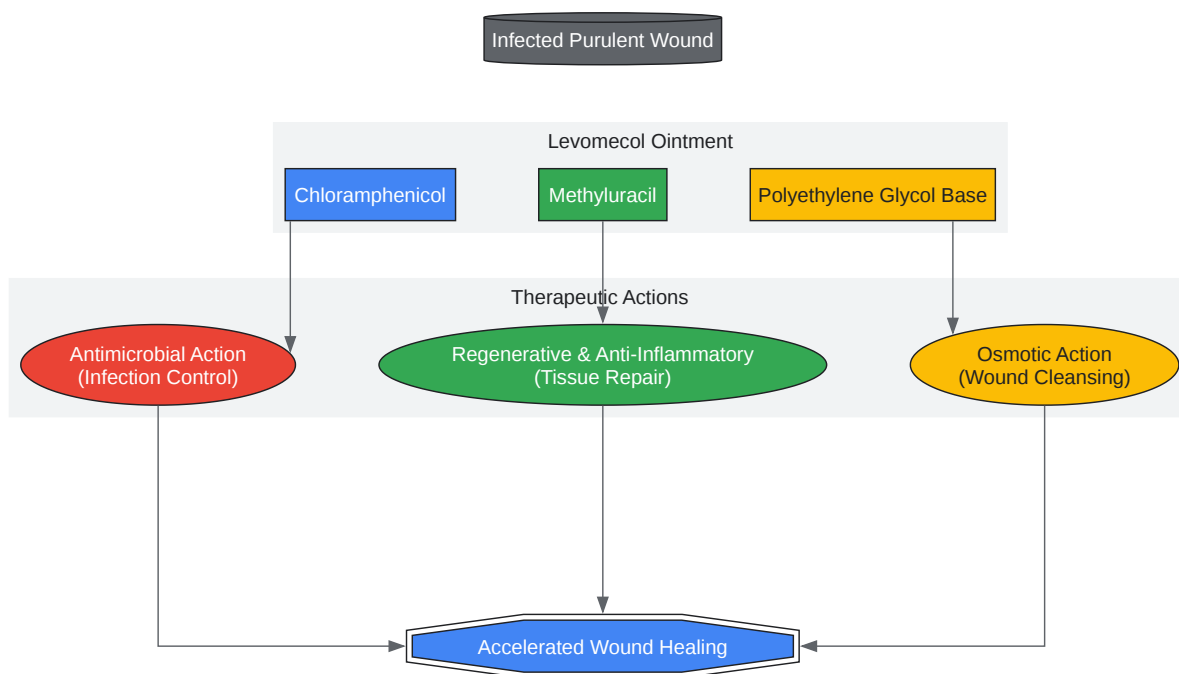 Infected Purulent Wound
Levomecol Ointment
Chloramphenicol
Methyluracil
Polyethylene Glycol Base
Therapeutic Actions
Antimicrobial Action
(Infection Control)
Regenerative & Anti-Inflammatory
(Tissue Repair)
Osmotic Action
(Wound Cleansing)
Accelerated Wound Healing